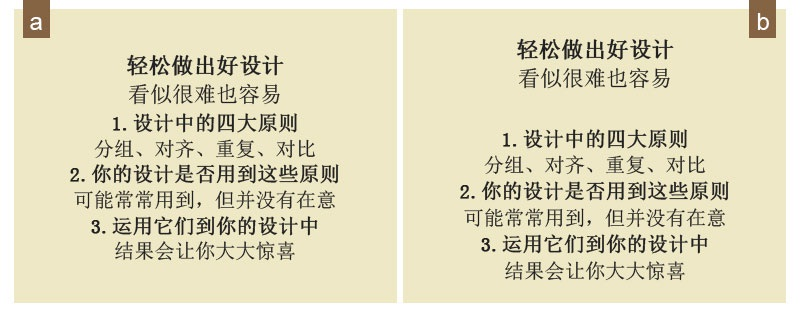 a
轻松做出好设计
看似很难也容易
1. 设计中的四大原则
分组、对齐、重复、对比
2. 你的设计是否用到这些原则
可能常常用到，但并没有在意
3. 运用它们到你的设计中
结果会让你大大惊喜
b
轻松做出好设计
看似很难也容易
1. 设计中的四大原则
分组、对齐、重复、对比
2. 你的设计是否用到这些原则
可能常常用到，但并没有在意
3. 运用它们到你的设计中
结果会让你大大惊喜